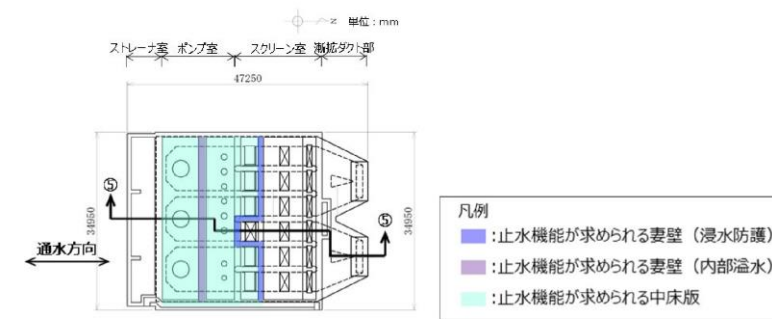 N 単位：mm
ストレーナ室 ポンプ室 スクリーン室 漸拡ダクト部
47250
⑤
34950
⑤
34950
通水方向
凡例
:止水機能が求められる妻壁（浸水防護）
:止水機能が求められる妻壁（内部溢水）
:止水機能が求められる中床版